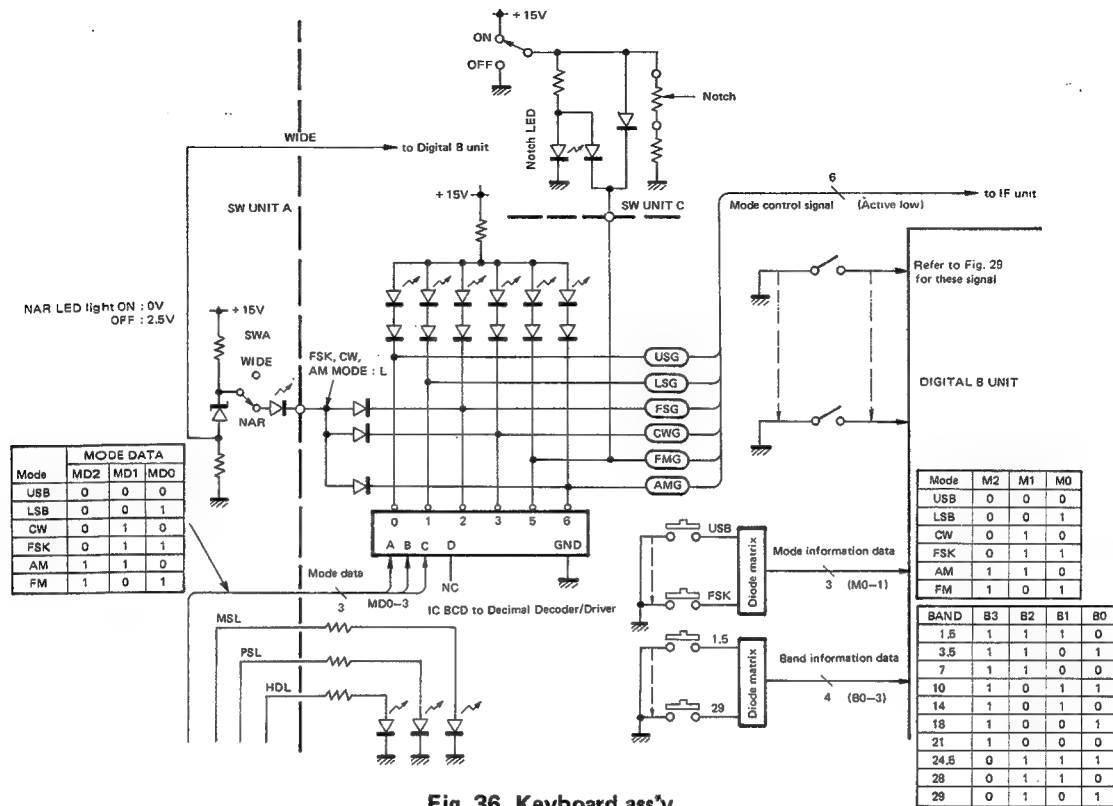 +15V
ON
OFF
Notch
Notch LED
WIDE
to Digital B unit
+15V
SW UNIT A
SW UNIT C
6
Mode control signal (Active low)
to IF unit
Refer to Fig. 29
for these signal
NAR LED light ON : 0V
OFF : 2.5V
+15V
SWA
WIDE
NAR
FSK, CW,
AM MODE : L
USG
LSG
FSG
CWG
FMG
AMG
DIGITAL B UNIT
MODE DATA
Mode MD2 MD1 MD0
USB 0 0 0
LSB 0 0 1
CW 0 1 0
FSK 0 1 1
AM 1 1 0
FM 1 0 1
0 1 2 3 5 6
A B C D GND
NC
Mode data
3 MD0–3
IC BCD to Decimal Decoder/Driver
MSL
PSL
HDL
USB
FSK
Diode matrix
Mode information data
3 (M0–1)
1.5
29
Diode matrix
Band information data
4 (B0–3)
Mode M2 M1 M0
USB 0 0 0
LSB 0 0 1
CW 0 1 0
FSK 0 1 1
AM 1 1 0
FM 1 0 1
BAND B3 B2 B1 B0
1.5 1 1 1 0
3.5 1 1 0 1
7 1 1 0 0
10 1 0 1 1
14 1 0 1 0
18 1 0 0 1
21 1 0 0 0
24.5 0 1 1 1
28 0 1 1 0
29 0 1 0 1
Fig. 36 Keyboard ass'y